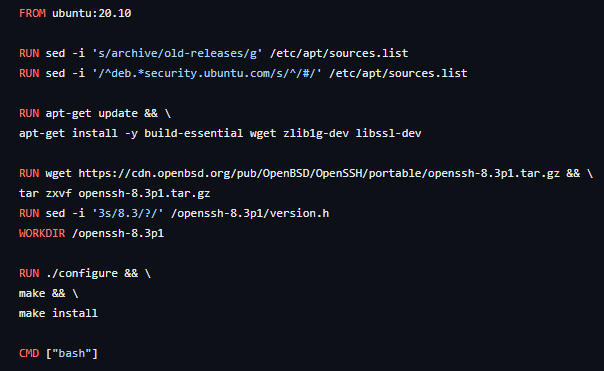 FROM ubuntu:20.10
RUN sed -i 's/archive/old-releases/g' /etc/apt/sources.list
RUN sed -i '/^deb.*security.ubuntu.com/s/^/#/' /etc/apt/sources.list
RUN apt-get update && \
apt-get install -y build-essential wget zlib1g-dev libssl-dev
RUN wget https://cdn.openbsd.org/pub/OpenBSD/OpenSSH/portable/openssh-8.3p1.tar.gz && \
tar zxvf openssh-8.3p1.tar.gz
RUN sed -i '3s/8.3/?/' /openssh-8.3p1/version.h
WORKDIR /openssh-8.3p1
RUN ./configure && \
make && \
make install
CMD ["bash"]